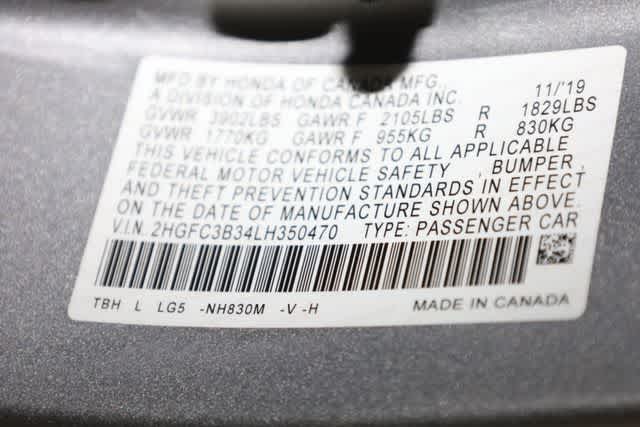 MFD BY HONDA OF CANADA MFG., 11/'19
A DIVISION OF HONDA CANADA INC.
GVWR 3902LBS GAWR F 2105LBS R 1829LBS
GVWR 1770KG GAWR F 955KG R 830KG
THIS VEHICLE CONFORMS TO ALL APPLICABLE
FEDERAL MOTOR VEHICLE SAFETY , BUMPER,
AND THEFT PREVENTION STANDARDS IN EFFECT
ON THE DATE OF MANUFACTURE SHOWN ABOVE.
V.I.N. 2HGFC3B34LH350470 TYPE: PASSENGER CAR
TBH L LG5 -NH830M -V -H MADE IN CANADA